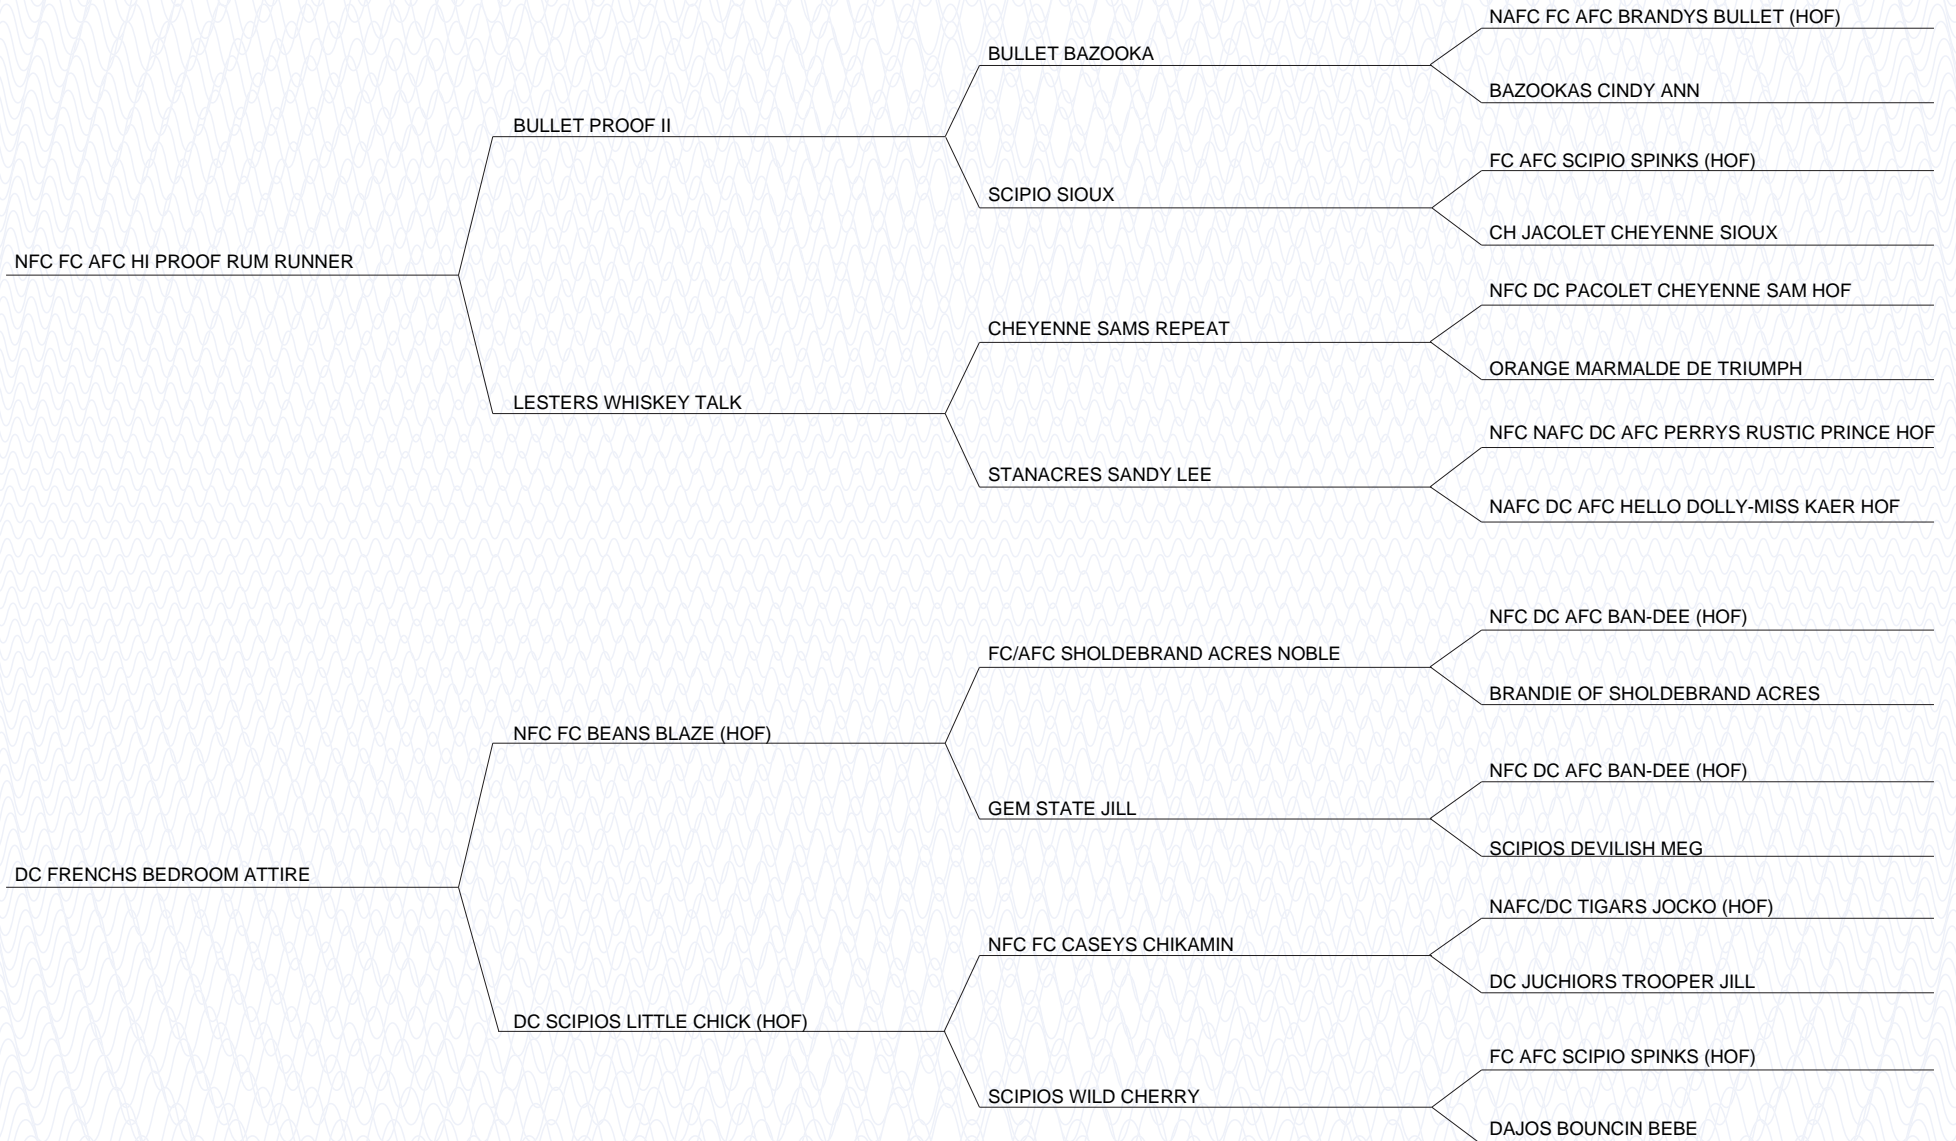 NAFC FC AFC BRANDYS BULLET (HOF)
BULLET BAZOOKA
BAZOOKAS CINDY ANN
BULLET PROOF II
FC AFC SCIPIO SPINKS (HOF)
SCIPIO SIOUX
CH JACOLET CHEYENNE SIOUX
NFC FC AFC HI PROOF RUM RUNNER
NFC DC PACOLET CHEYENNE SAM HOF
CHEYENNE SAMS REPEAT
ORANGE MARMALDE DE TRIUMPH
LESTERS WHISKEY TALK
NFC NAFC DC AFC PERRYS RUSTIC PRINCE HOF
STANACRES SANDY LEE
NAFC DC AFC HELLO DOLLY-MISS KAER HOF
NFC DC AFC BAN-DEE (HOF)
FC/AFC SHOLDEBRAND ACRES NOBLE
BRANDIE OF SHOLDEBRAND ACRES
NFC FC BEANS BLAZE (HOF)
NFC DC AFC BAN-DEE (HOF)
GEM STATE JILL
SCIPIOS DEVILISH MEG
DC FRENCHS BEDROOM ATTIRE
NAFC/DC TIGARS JOCKO (HOF)
NFC FC CASEYS CHIKAMIN
DC JUCHIORS TROOPER JILL
DC SCIPIOS LITTLE CHICK (HOF)
FC AFC SCIPIO SPINKS (HOF)
SCIPIOS WILD CHERRY
DAJOS BOUNCIN BEBE